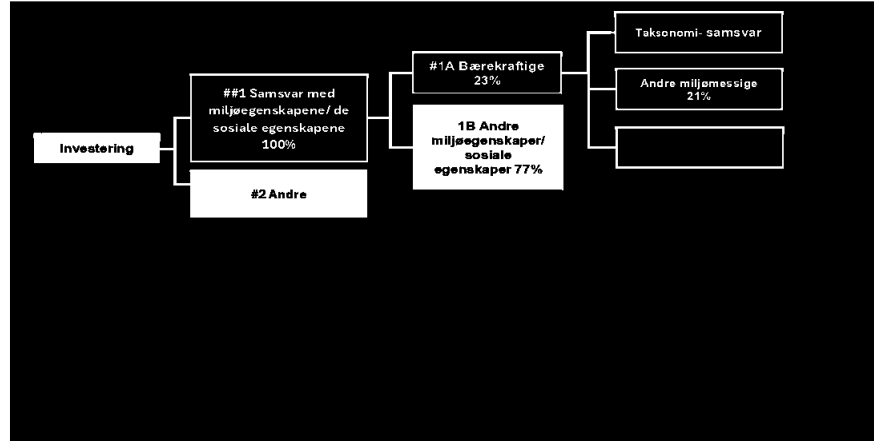 Investering
##1 Samsvar med
miljøegenskapene/ de
sosiale egenskapene
100%
#2 Andre
#1A Bærekraftige
23%
1B Andre
miljøegenskaper/
sosiale
egenskaper 77%
Taksonomi- samsvar
Andre miljømessige
21%